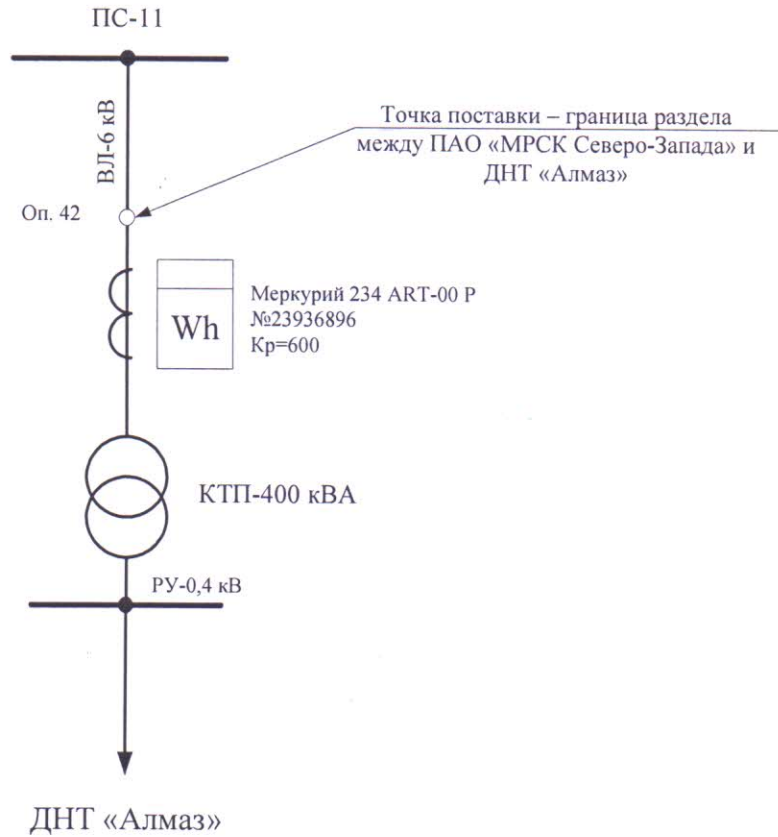 ПС-11
ВЛ-6 кВ
Точка поставки – граница раздела
между ПАО «МРСК Северо-Запада» и
ДНТ «Алмаз»
Оп. 42
Wh
Меркурий 234 ART-00 P
№23936896
Кр=600
КТП-400 кВА
РУ-0,4 кВ
ДНТ «Алмаз»